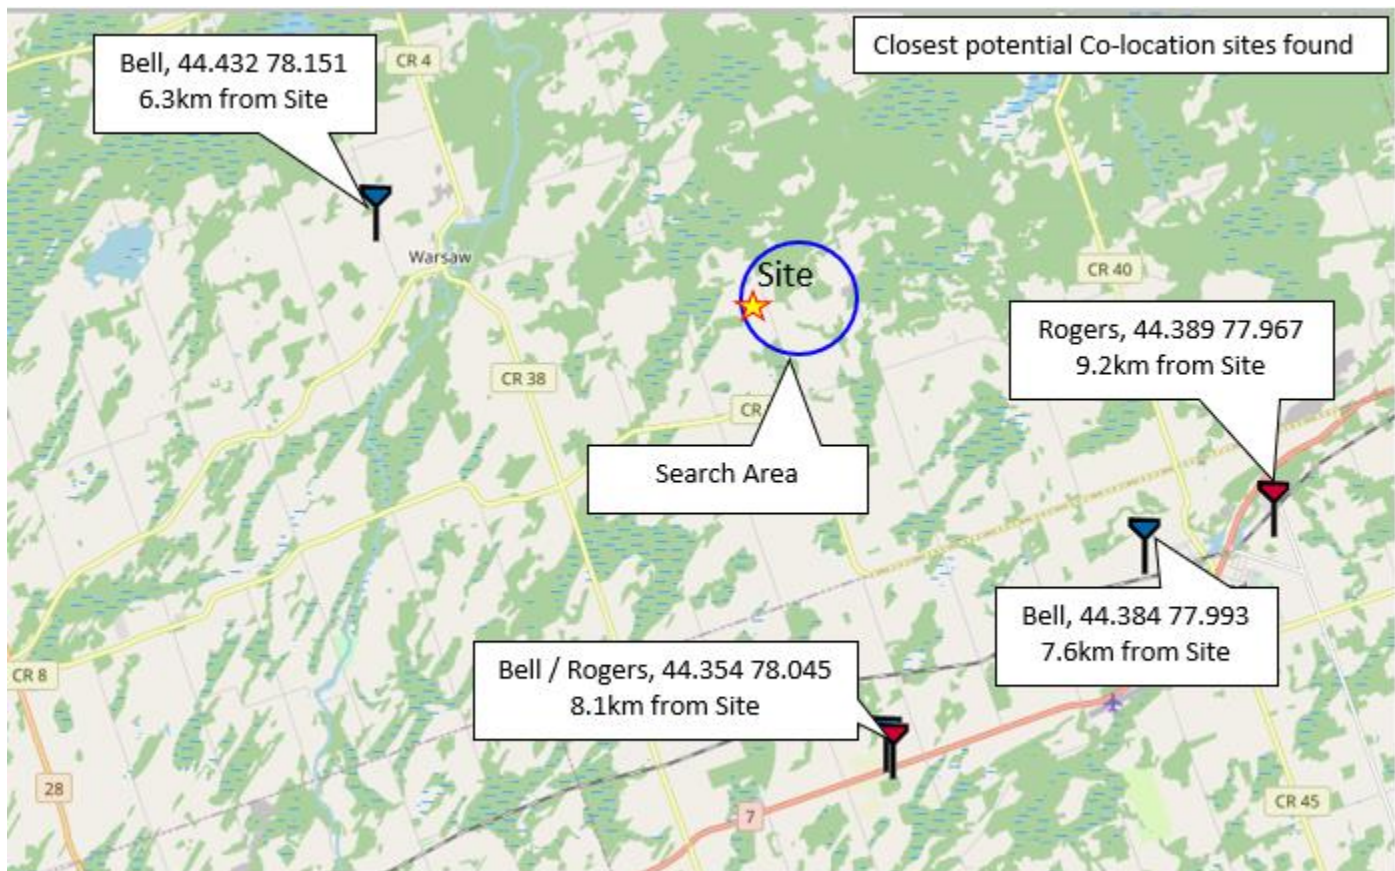 Closest potential Co-location sites found
Bell, 44.432 78.151
6.3km from Site
CR 4
Warsaw
Site
CR 40
Rogers, 44.389 77.967
9.2km from Site
CR 38
CR
Search Area
Bell, 44.384 77.993
7.6km from Site
Bell / Rogers, 44.354 78.045
8.1km from Site
CR 8
28
7
CR 45